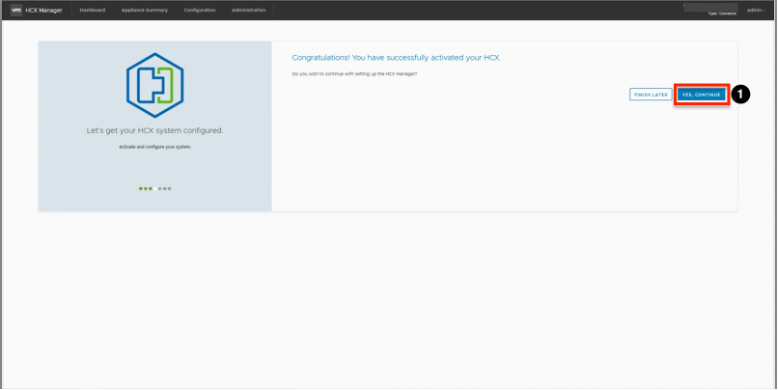 vm HCX Manager Dashboard Appliance Summary Configuration Administration
Type: Connector
admin
Congratulations! You have successfully activated your HCX.
Do you wish to continue with setting up the HCX Manager?
FINISH LATER YES, CONTINUE 1
Let's get your HCX system configured.
Activate and configure your system.